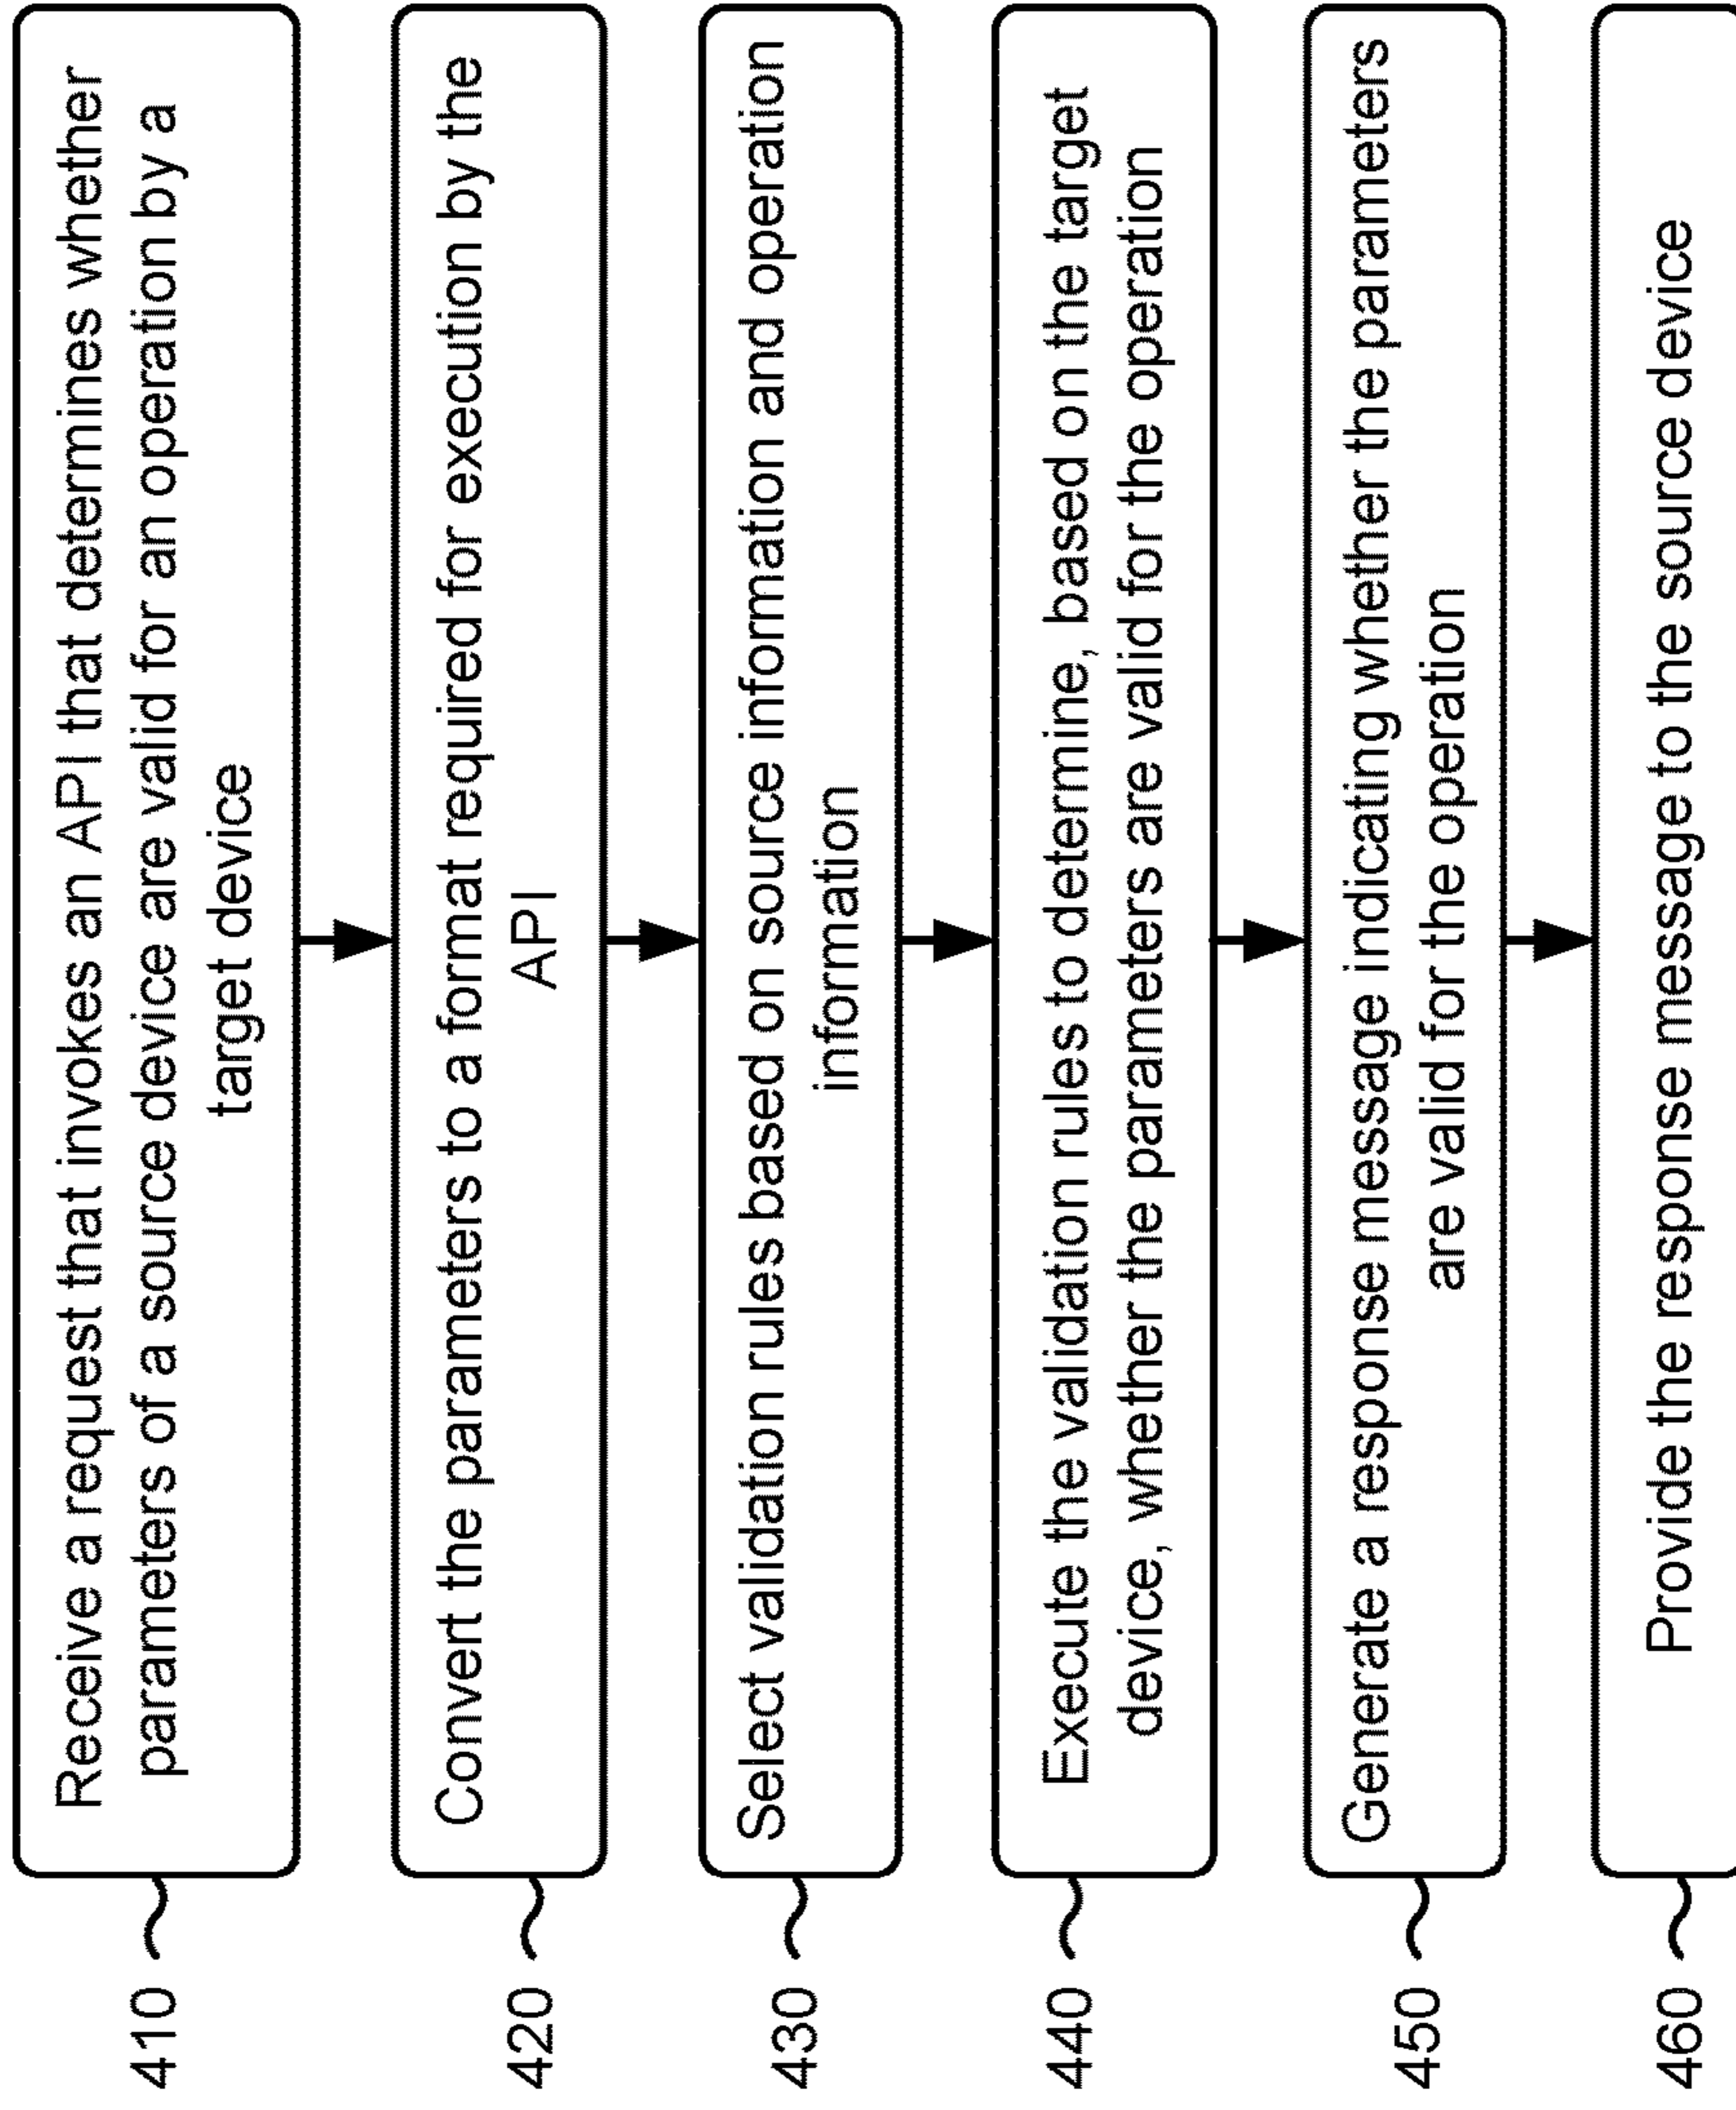 410
Receive a request that invokes an API that determines whether
parameters of a source device are valid for an operation by a
target device
420
Convert the parameters to a format required for execution by the
API
430
Select validation rules based on source information and operation
information
440
Execute the validation rules to determine, based on the target
device, whether the parameters are valid for the operation
450
Generate a response message indicating whether the parameters
are valid for the operation
460
Provide the response message to the source device